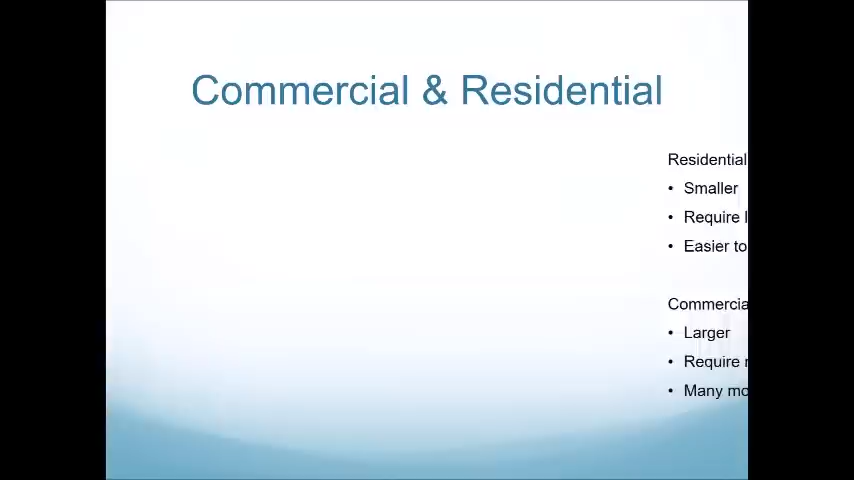 Commercial & Residential
Residential
• Smaller
• Require
• Easier to
Commercia
• Larger
• Require
• Many mo